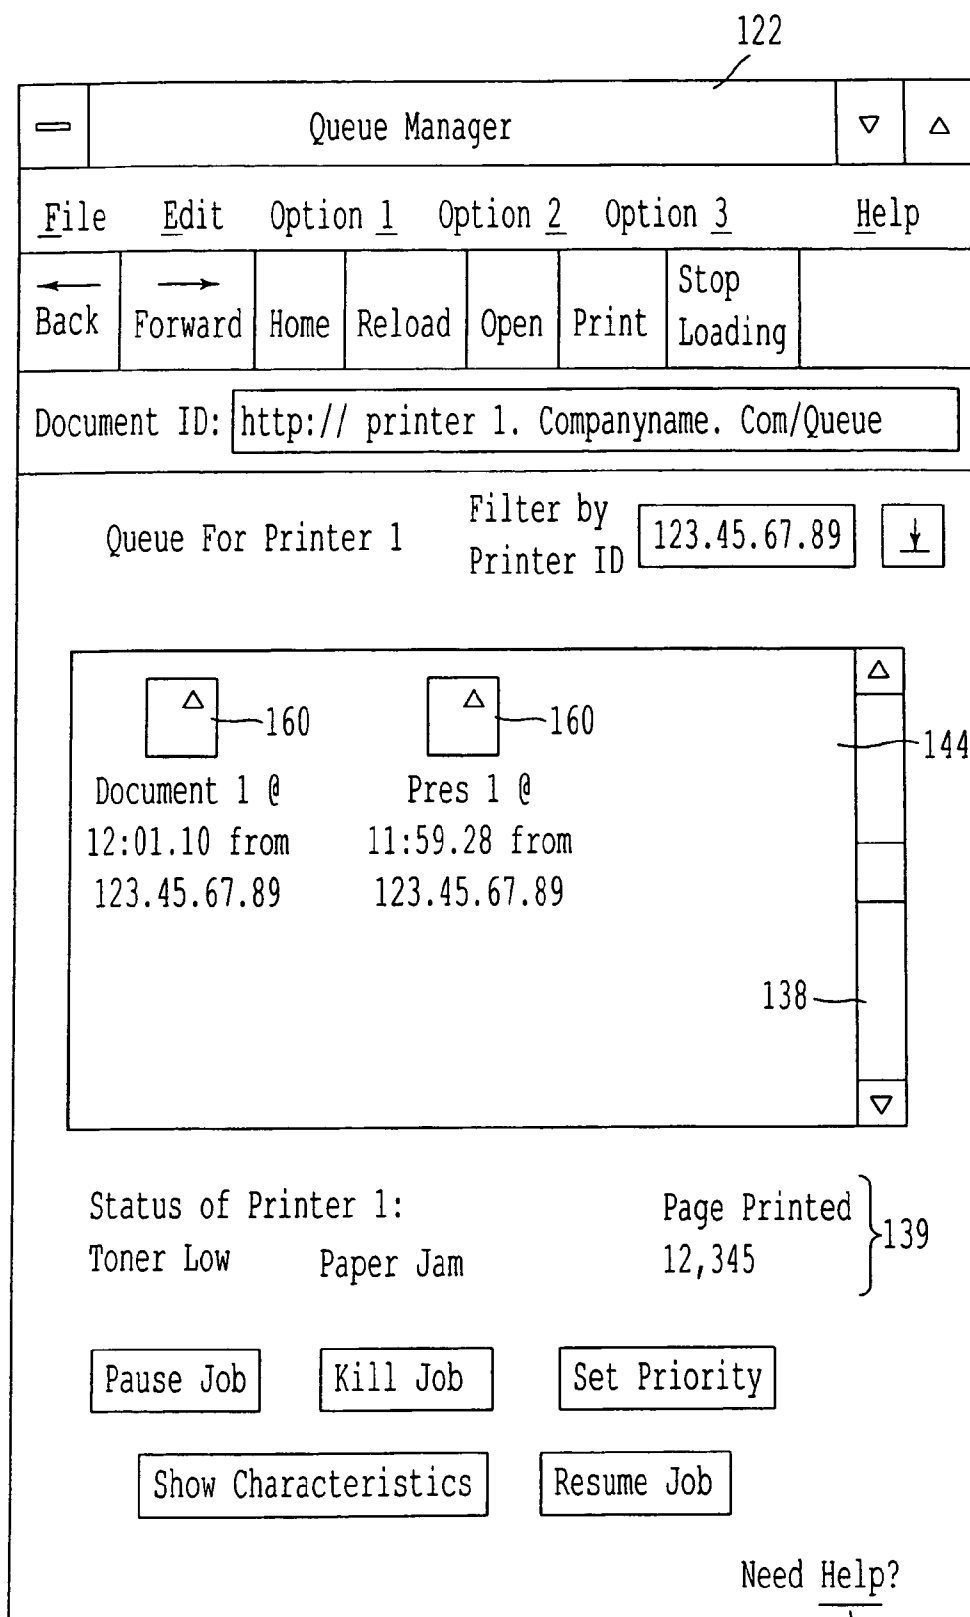 122
Queue Manager
File Edit Option 1 Option 2 Option 3 Help
Back Forward Home Reload Open Print Stop Loading
Document ID: http:// printer 1. Companyname. Com/Queue
Queue For Printer 1
Filter by
Printer ID
123.45.67.89
160
160
144
Document 1 @
12:01.10 from
123.45.67.89
Pres 1 @
11:59.28 from
123.45.67.89
138
Status of Printer 1:
Toner Low Paper Jam
Page Printed
12,345
139
Pause Job Kill Job Set Priority
Show Characteristics Resume Job
Need Help?